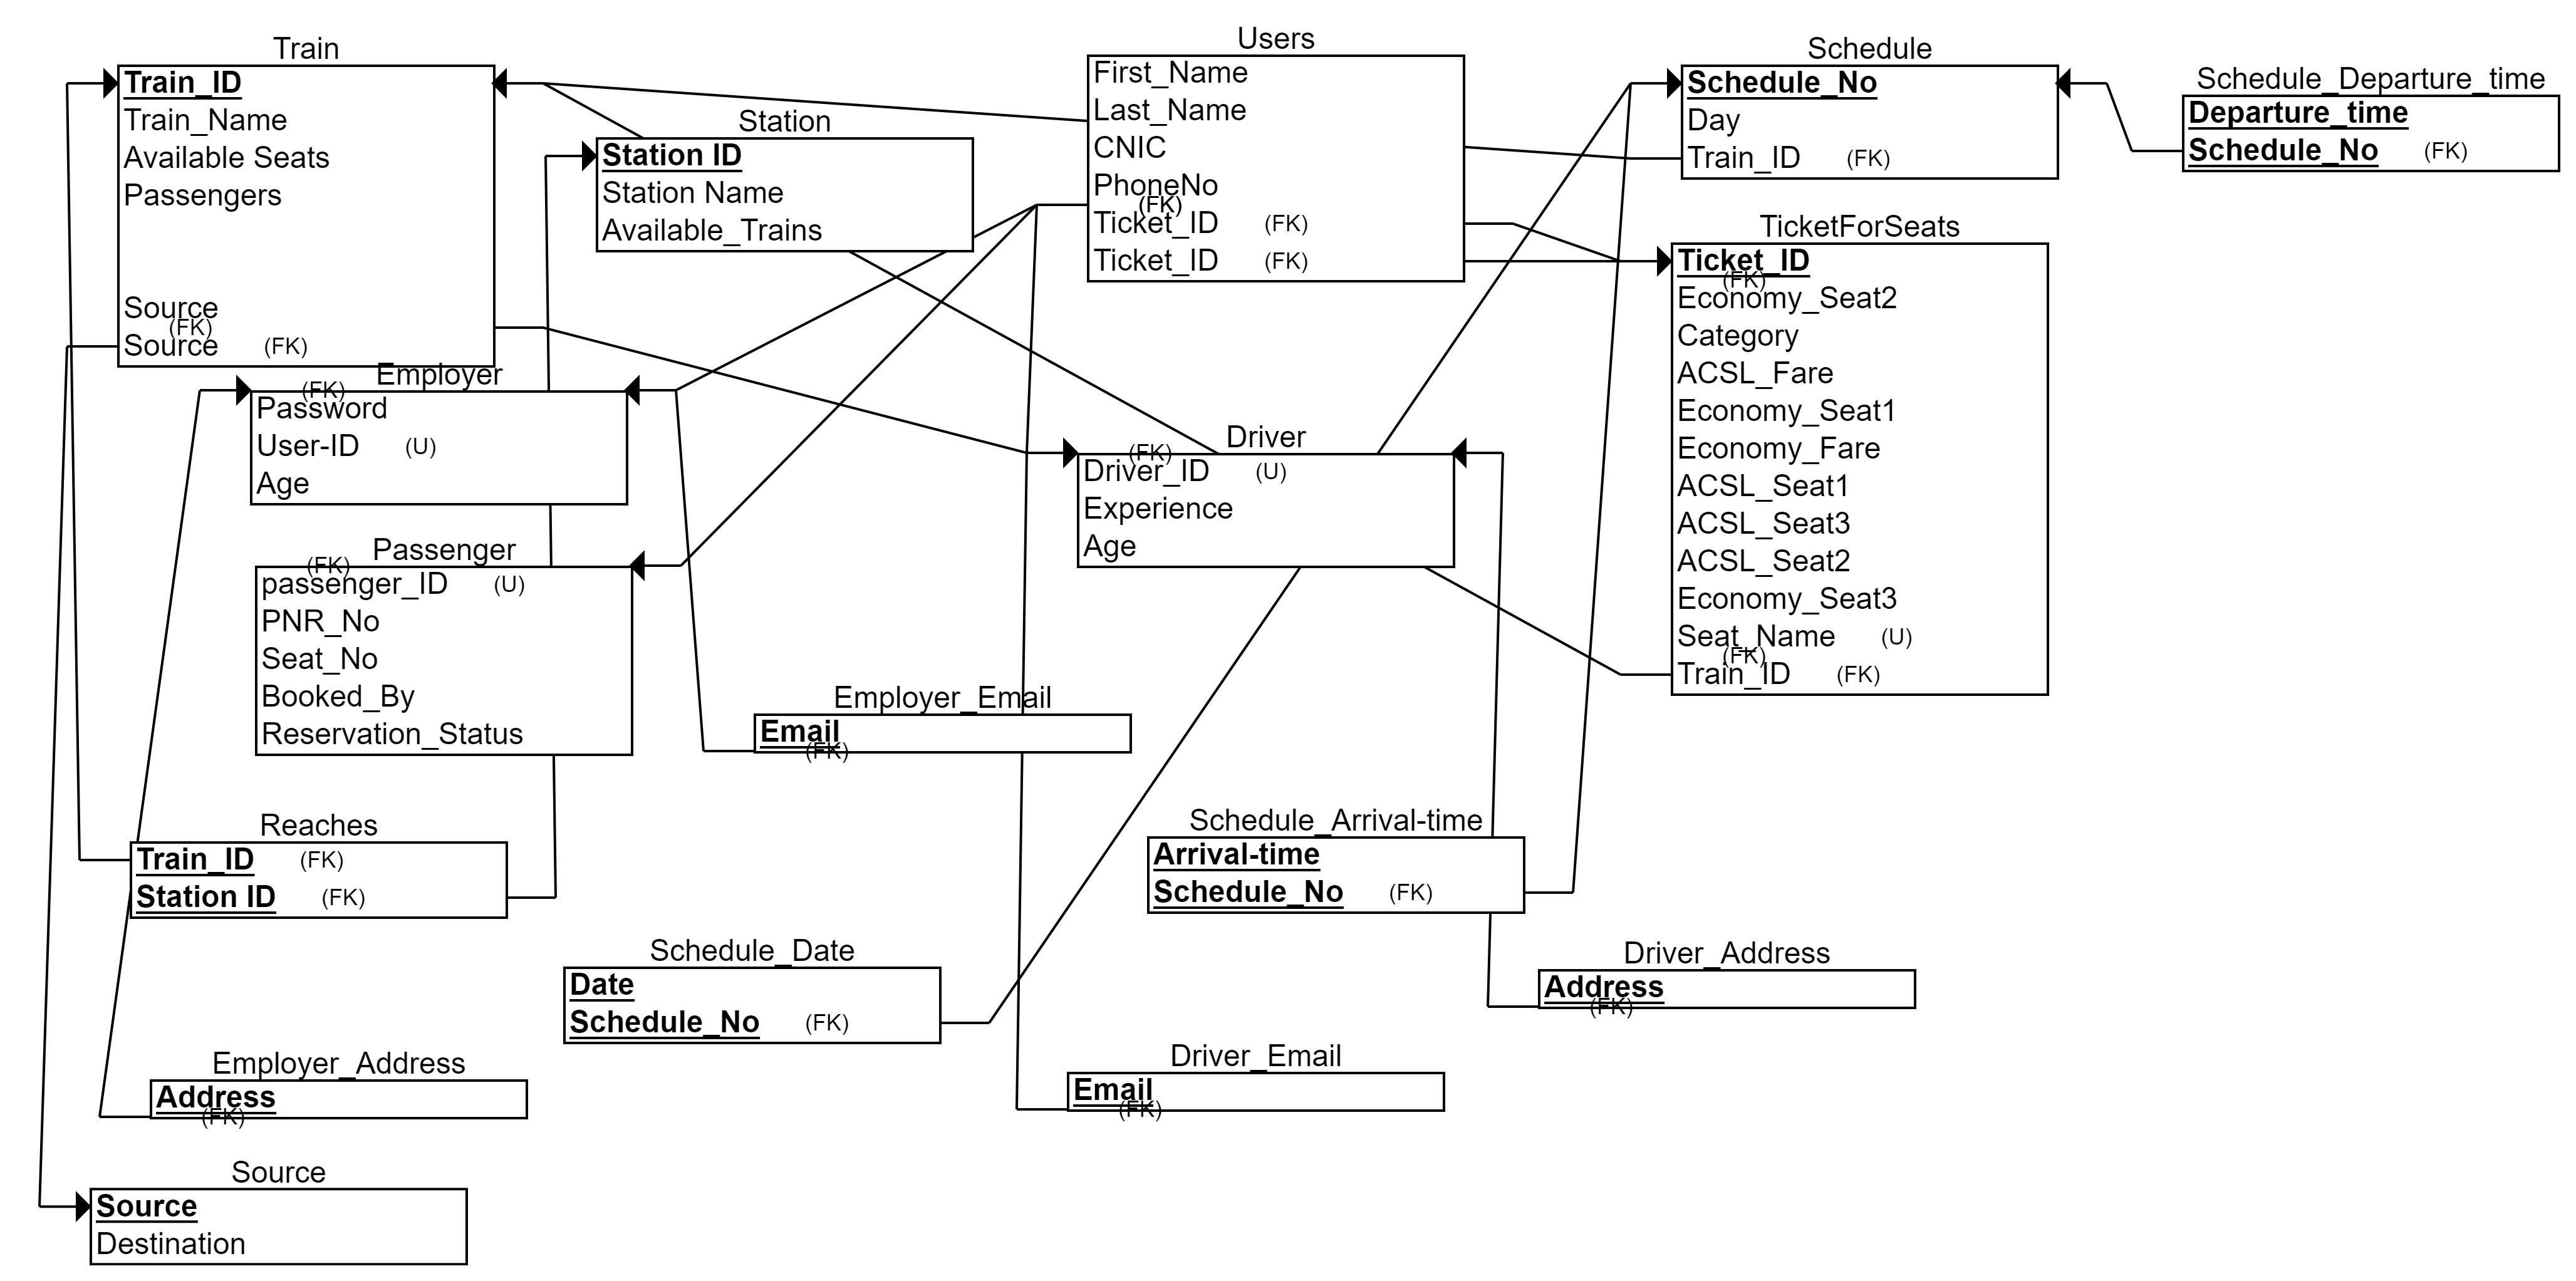 Train
Train_ID
Train_Name
Available Seats
Passengers
Source
(FK)
Source (FK)
Station
Station ID
Station Name
Available_Trains
Users
First_Name
Last_Name
CNIC
PhoneNo
(FK)
Ticket_ID (FK)
Ticket_ID (FK)
Schedule
Schedule_No
Day
Train_ID (FK)
Schedule_Departure_time
Departure_time
Schedule_No (FK)
TicketForSeats
Ticket_ID
(FK)
Economy_Seat2
Category
ACSL_Fare
Economy_Seat1
Economy_Fare
ACSL_Seat1
ACSL_Seat3
ACSL_Seat2
Economy_Seat3
Seat_Name (U)
(FK)
Train_ID (FK)
Employer
(FK)
Password
User-ID (U)
Age
Driver
(FK)
Driver_ID (U)
Experience
Age
Passenger
(FK)
passenger_ID (U)
PNR_No
Seat_No
Booked_By
Reservation_Status
Employer_Email
Email
(FK)
Reaches
Train_ID (FK)
Station ID (FK)
Schedule_Arrival-time
Arrival-time
Schedule_No (FK)
Schedule_Date
Date
Schedule_No (FK)
Driver_Address
Address
(FK)
Employer_Address
Address
(FK)
Driver_Email
Email
(FK)
Source
Source
Destination